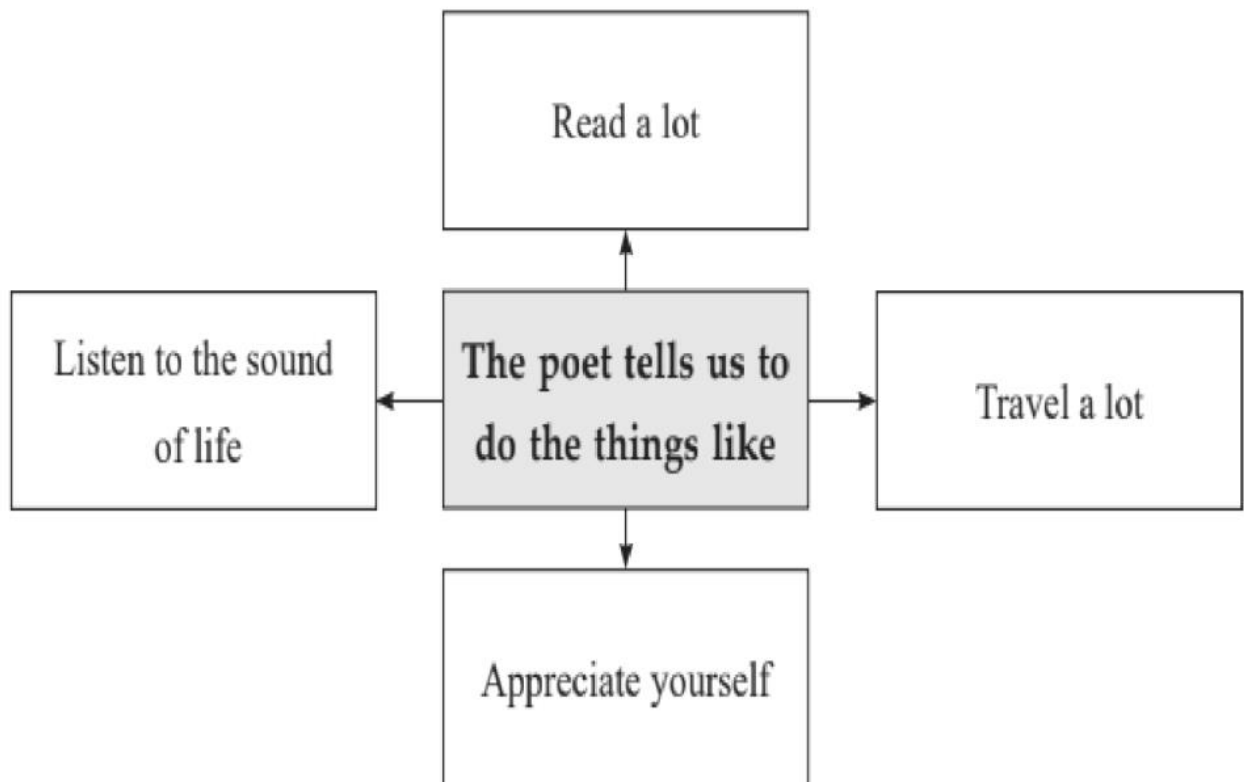 Read a lot
Listen to the sound
of life
The poet tells us to
do the things like
Travel a lot
Appreciate yourself